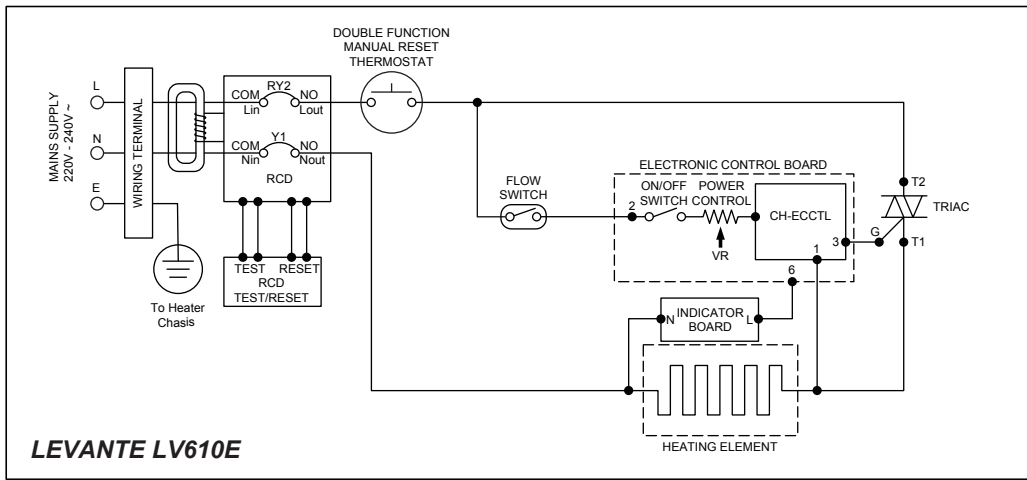 DOUBLE FUNCTION
MANUAL RESET
THERMOSTAT
MAINS SUPPLY
220V - 240V ~
L
N
E
WIRING TERMINAL
COM
RY2
NO
Lin
Lout
Y1
COM
NO
Nin
Nout
RCD
TEST
RESET
RCD
TEST/RESET
To Heater
Chasis
FLOW
SWITCH
ELECTRONIC CONTROL BOARD
ON/OFF
SWITCH
POWER
CONTROL
2
VR
CH-ECCTL
3
1
6
G
T2
TRIAC
T1
N
INDICATOR
BOARD
L
HEATING ELEMENT
LEVANTE LV610E